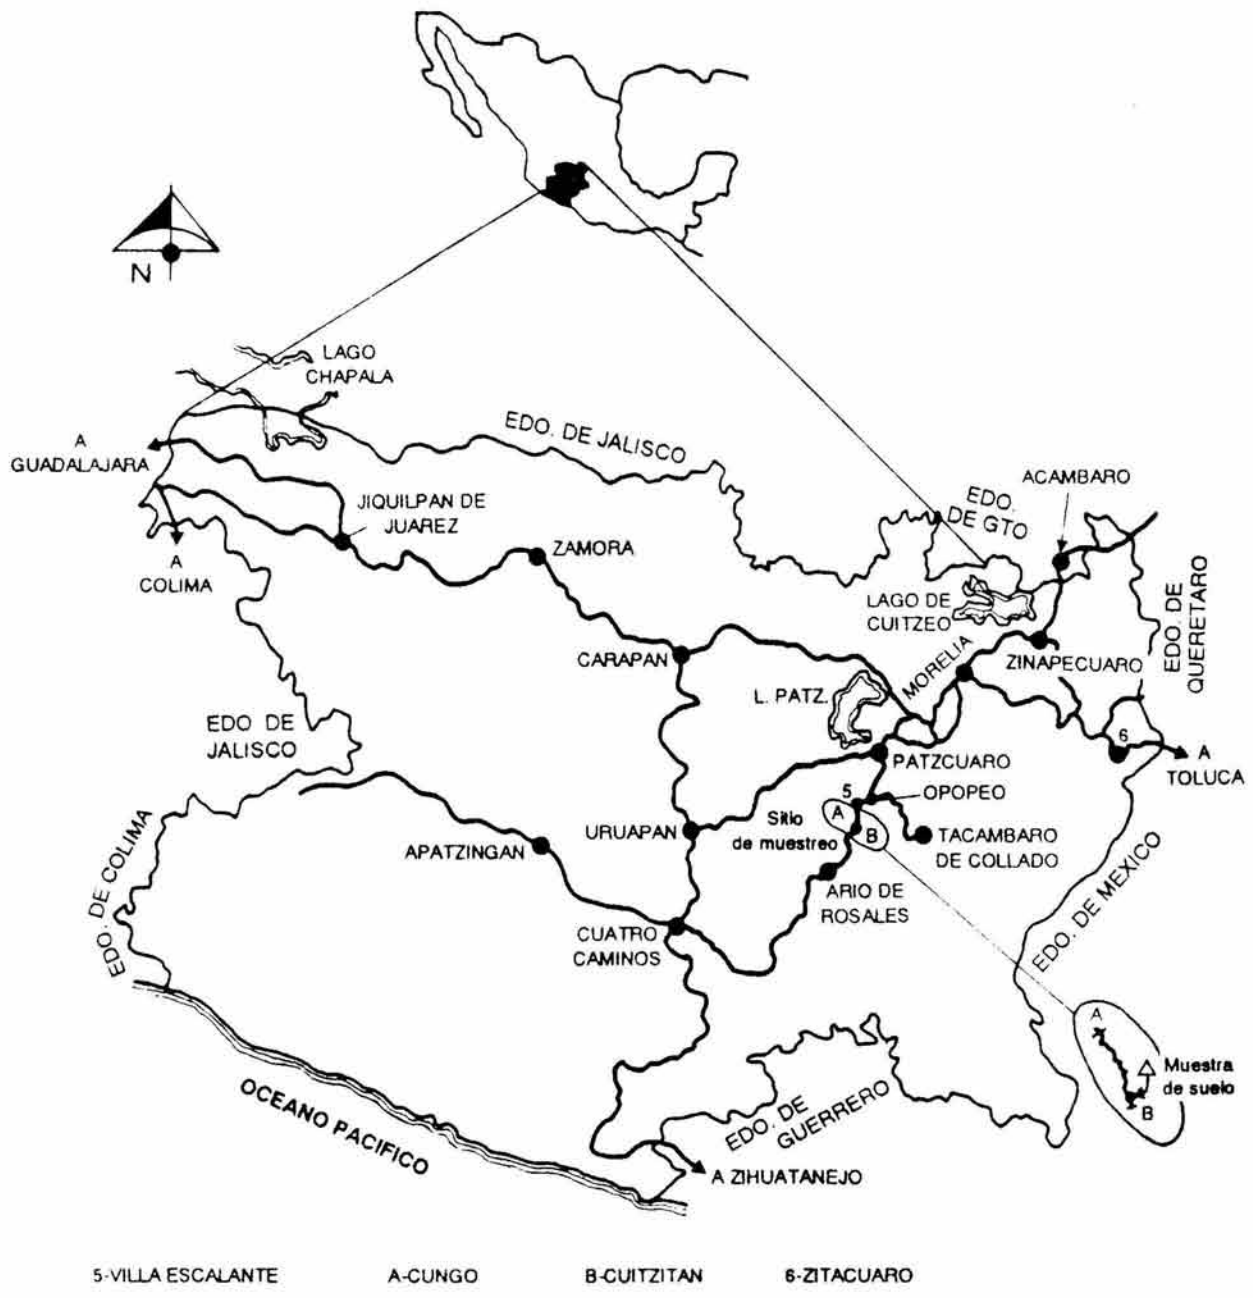 N
LAGO
CHAPALA
EDO. DE JALISCO
A
GUADALAJARA
JIQUILPAN DE
JUAREZ
A
COLIMA
ZAMORA
EDO.
DE GTO
ACAMBARO
LAGO DE
CUITZEO
EDO. DE
QUERETARO
CARAPAN
MORELIA
ZINAPECUARO
L. PATZ.
EDO DE
JALISCO
6
A
TOLUCA
PATZCUARO
5
OPOPEO
A
B
Sitio
de muestreo
URUAPAN
APATZINGAN
TACAMBARO
DE COLLADO
EDO. DE COLIMA
ARIO DE
ROSALES
EDO. DE MEXICO
CUATRO
CAMINOS
A
Muestra
de suelo
B
OCEANO PACIFICO
EDO. DE
GUERRERO
A ZIHUATANEJO
5-VILLA ESCALANTE A-CUNGO B-CUITZITAN 6-ZITACUARO